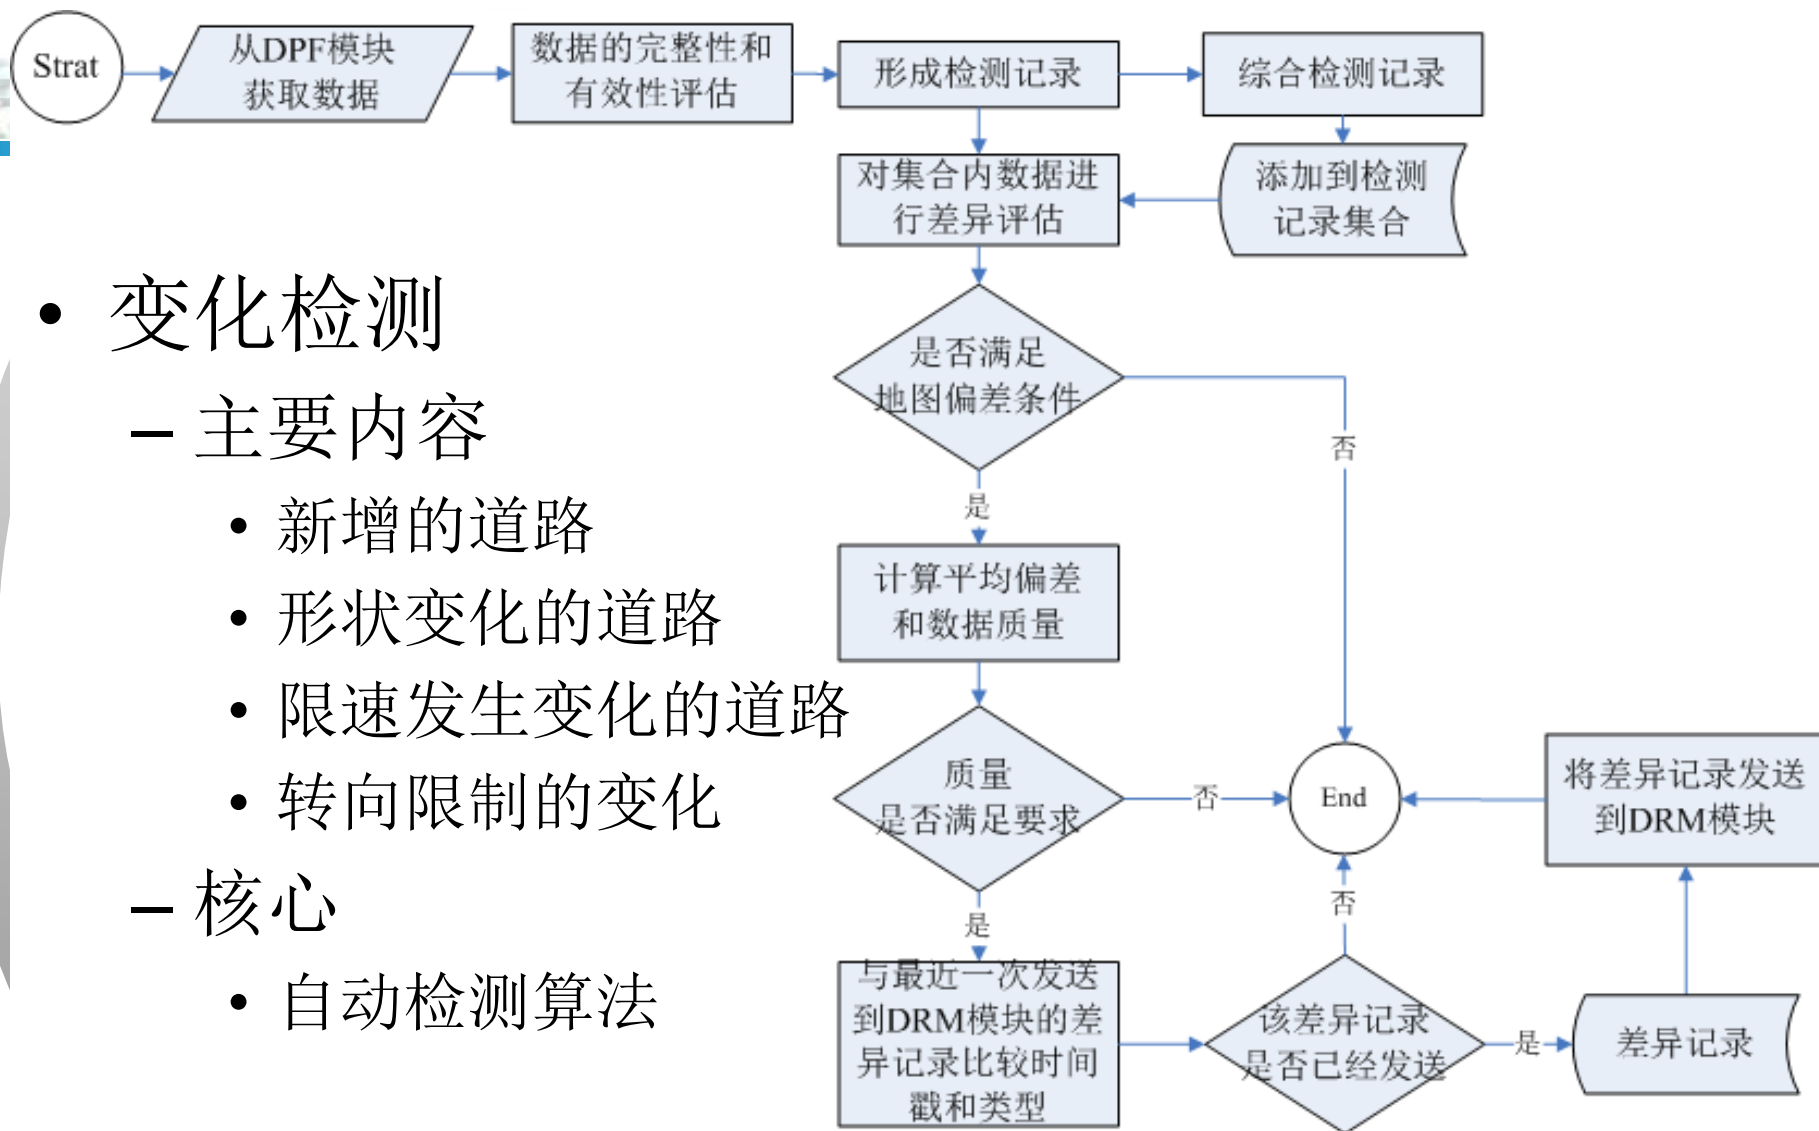 Strat
从DPF模块
获取数据
数据的完整性和
有效性评估
形成检测记录
综合检测记录
对集合内数据进
行差异评估
添加到检测
记录集合
• 变化检测
– 主要内容
• 新增的道路
• 形状变化的道路
• 限速发生变化的道路
• 转向限制的变化
– 核心
• 自动检测算法
是否满足
地图偏差条件
否
是
计算平均偏差
和数据质量
质量
是否满足要求
否
End
将差异记录发送
到DRM模块
是
否
与最近一次发送
到DRM模块的差
异记录比较时间
戳和类型
该差异记录
是否已经发送
是
差异记录